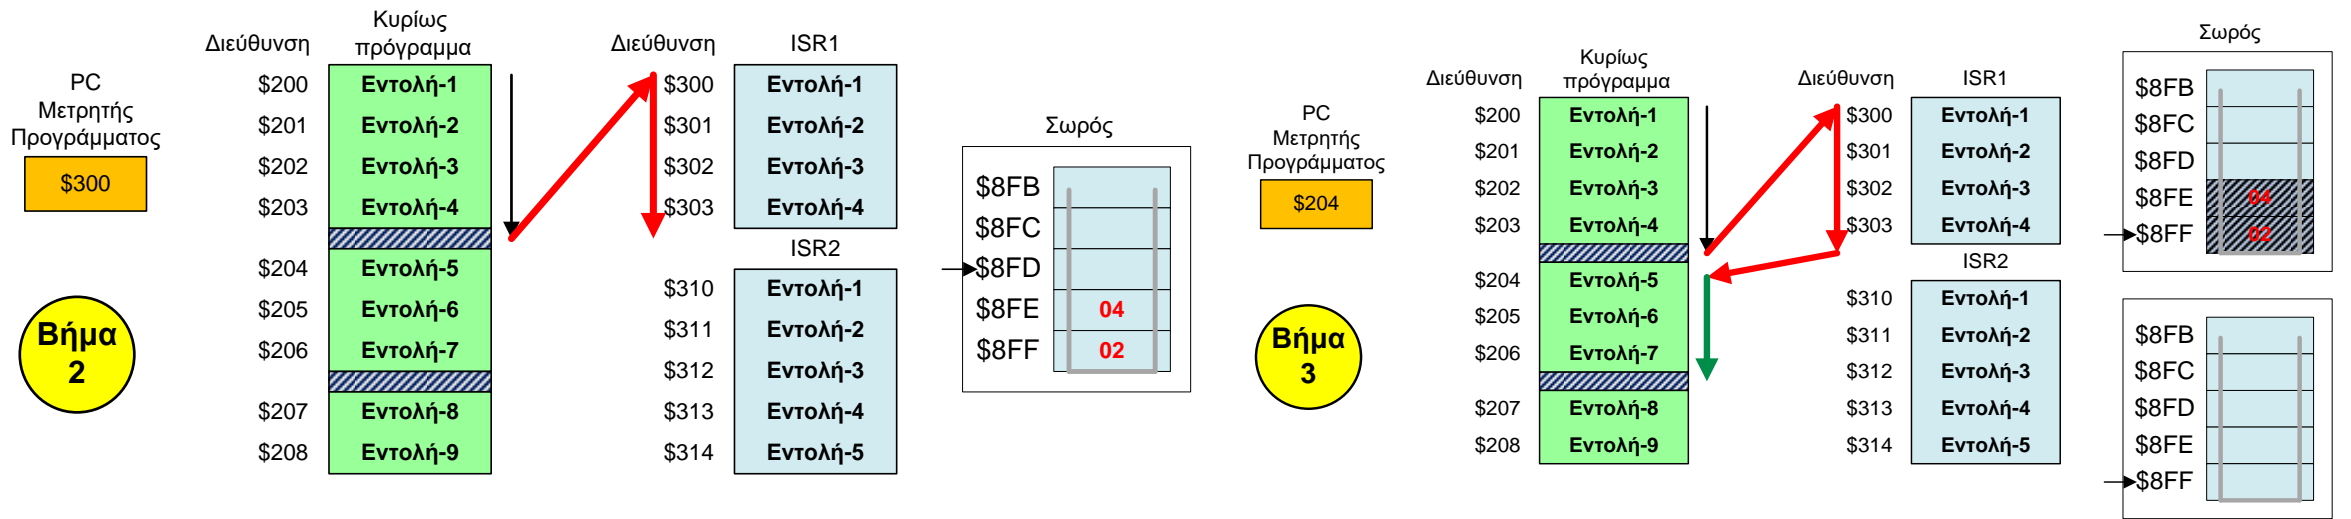 PC
Μετρητής
Προγράμματος
$300
Βήμα
2
Διεύθυνση
$200
$201
$202
$203
$204
$205
$206
$207
$208
Κυρίως
πρόγραμμα
Εντολή-1
Εντολή-2
Εντολή-3
Εντολή-4
Εντολή-5
Εντολή-6
Εντολή-7
Εντολή-8
Εντολή-9
Διεύθυνση
$300
$301
$302
$303
$310
$311
$312
$313
$314
ISR1
Εντολή-1
Εντολή-2
Εντολή-3
Εντολή-4
ISR2
Εντολή-1
Εντολή-2
Εντολή-3
Εντολή-4
Εντολή-5
Σωρός
$8FB
$8FC
$8FD
$8FE 04
$8FF 02
PC
Μετρητής
Προγράμματος
$204
Βήμα
3
Διεύθυνση
$200
$201
$202
$203
$204
$205
$206
$207
$208
Κυρίως
πρόγραμμα
Εντολή-1
Εντολή-2
Εντολή-3
Εντολή-4
Εντολή-5
Εντολή-6
Εντολή-7
Εντολή-8
Εντολή-9
Διεύθυνση
$300
$301
$302
$303
$310
$311
$312
$313
$314
ISR1
Εντολή-1
Εντολή-2
Εντολή-3
Εντολή-4
ISR2
Εντολή-1
Εντολή-2
Εντολή-3
Εντολή-4
Εντολή-5
Σωρός
$8FB
$8FC
$8FD
$8FE 04
$8FF 02
$8FB
$8FC
$8FD
$8FE
$8FF